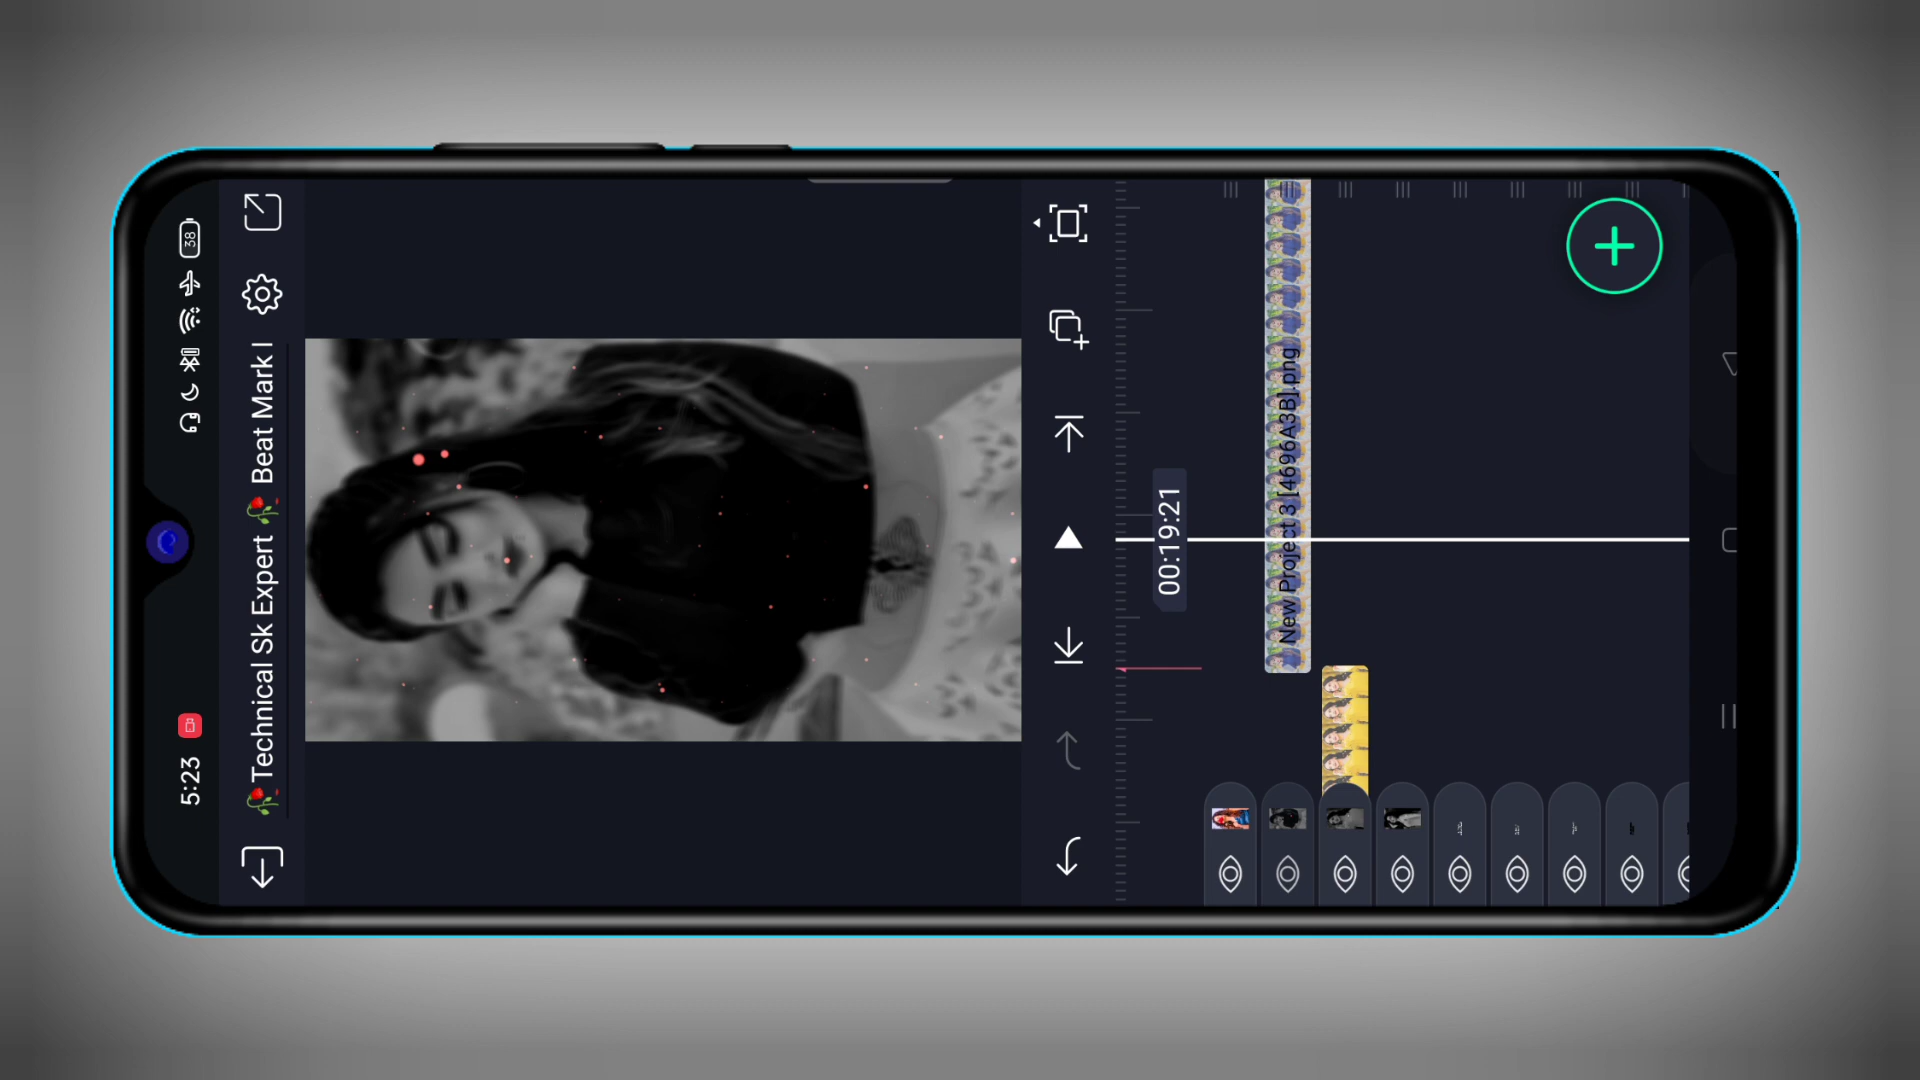 5:23
38
🥀Technical Sk Expert 🥀 Beat Mark
00:19:21
New Project 3 [4696A3B].png